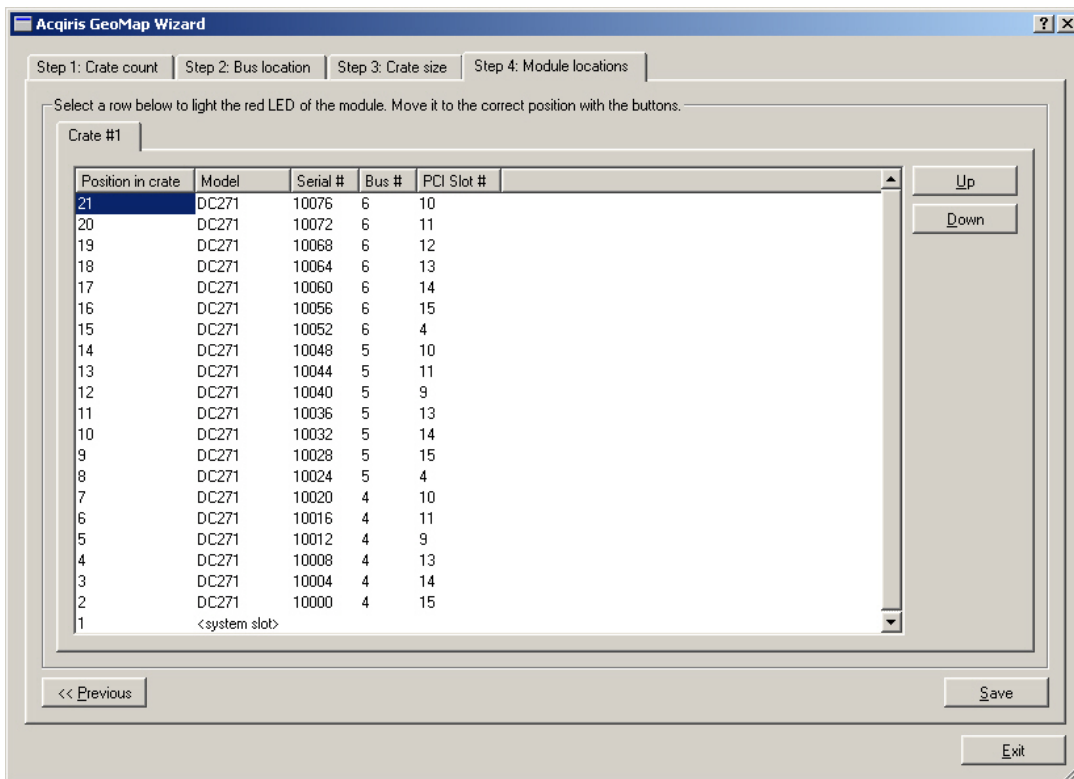 Acqiris GeoMap Wizard
Step 1: Crate count Step 2: Bus location Step 3: Crate size Step 4: Module locations
Select a row below to light the red LED of the module. Move it to the correct position with the buttons.
Crate #1
Position in crate Model Serial # Bus # PCI Slot #
Up
21 DC271 10076 6 10
20 DC271 10072 6 11
Down
19 DC271 10068 6 12
18 DC271 10064 6 13
17 DC271 10060 6 14
16 DC271 10056 6 15
15 DC271 10052 6 4
14 DC271 10048 5 10
13 DC271 10044 5 11
12 DC271 10040 5 9
11 DC271 10036 5 13
10 DC271 10032 5 14
9 DC271 10028 5 15
8 DC271 10024 5 4
7 DC271 10020 4 10
6 DC271 10016 4 11
5 DC271 10012 4 9
4 DC271 10008 4 13
3 DC271 10004 4 14
2 DC271 10000 4 15
1 <system slot>
<< Previous
Save
Exit